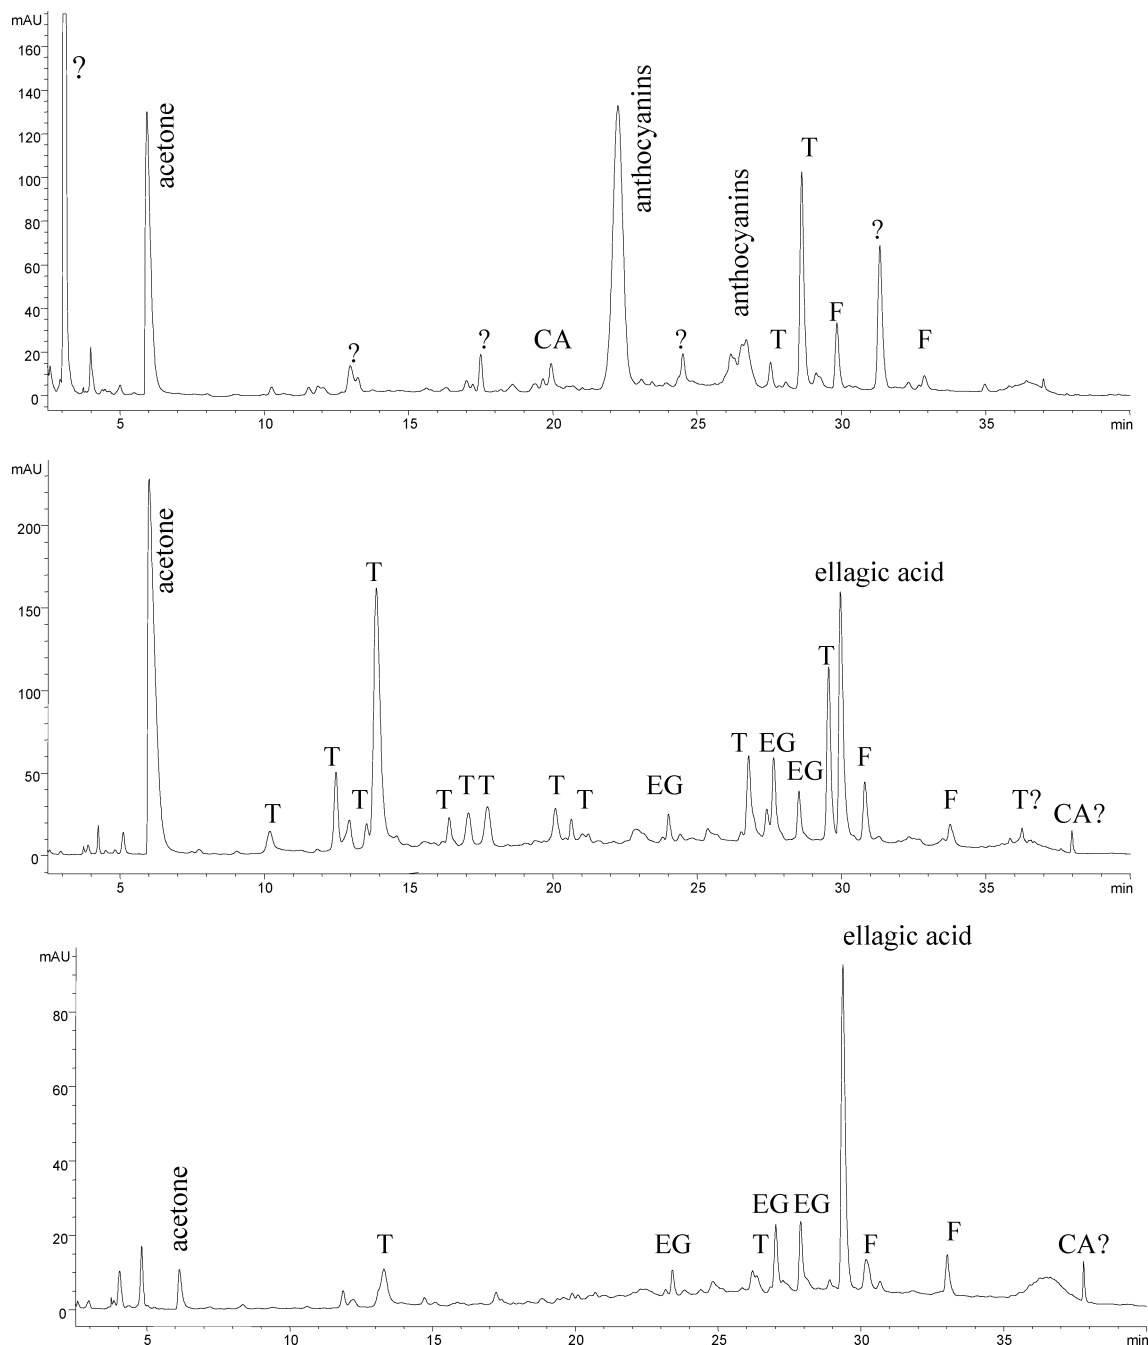 mAU
160
140
120
100
80
60
40
20
0
?
acetone
?
?
CA
anthocyanins
?
anthocyanins
T
T
F
?
F
5
10
15
20
25
30
35
min
mAU
200
150
100
50
0
acetone
T
T
T
T
T
T T
T
T
EG
T
EG
EG
T
ellagic acid
F
F
T?
CA?
5
10
15
20
25
30
35
min
mAU
80
60
40
20
0
acetone
T
EG
T
EG
EG
ellagic acid
F
F
CA?
5
10
15
20
25
30
35
min